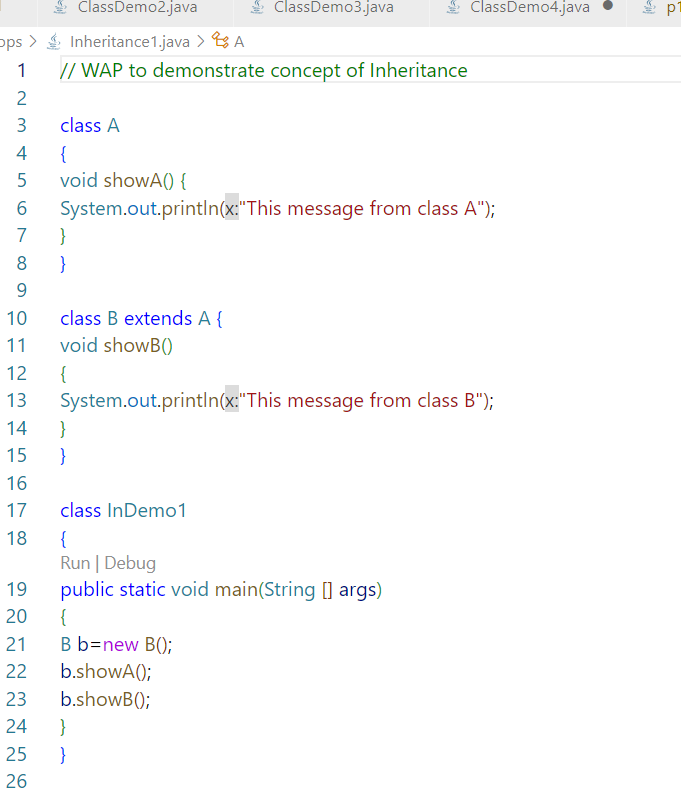 ClassDemo2.java ClassDemo3.java ClassDemo4.java
ops > Inheritance1.java > A
1 // WAP to demonstrate concept of Inheritance
2
3 class A
4 {
5 void showA() {
6 System.out.println(x:"This message from class A");
7 }
8 }
9
10 class B extends A {
11 void showB()
12 {
13 System.out.println(x:"This message from class B");
14 }
15 }
16
17 class InDemo1
18 {
Run | Debug
19 public static void main(String [] args)
20 {
21 B b=new B();
22 b.showA();
23 b.showB();
24 }
25 }
26